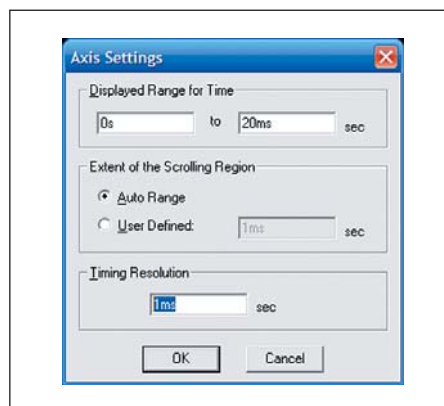 Axis Settings
Displayed Range for Time
0s to 20ms sec
Extent of the Scrolling Region
Auto Range
User Defined: 1ms sec
Timing Resolution
1ms sec
OK Cancel